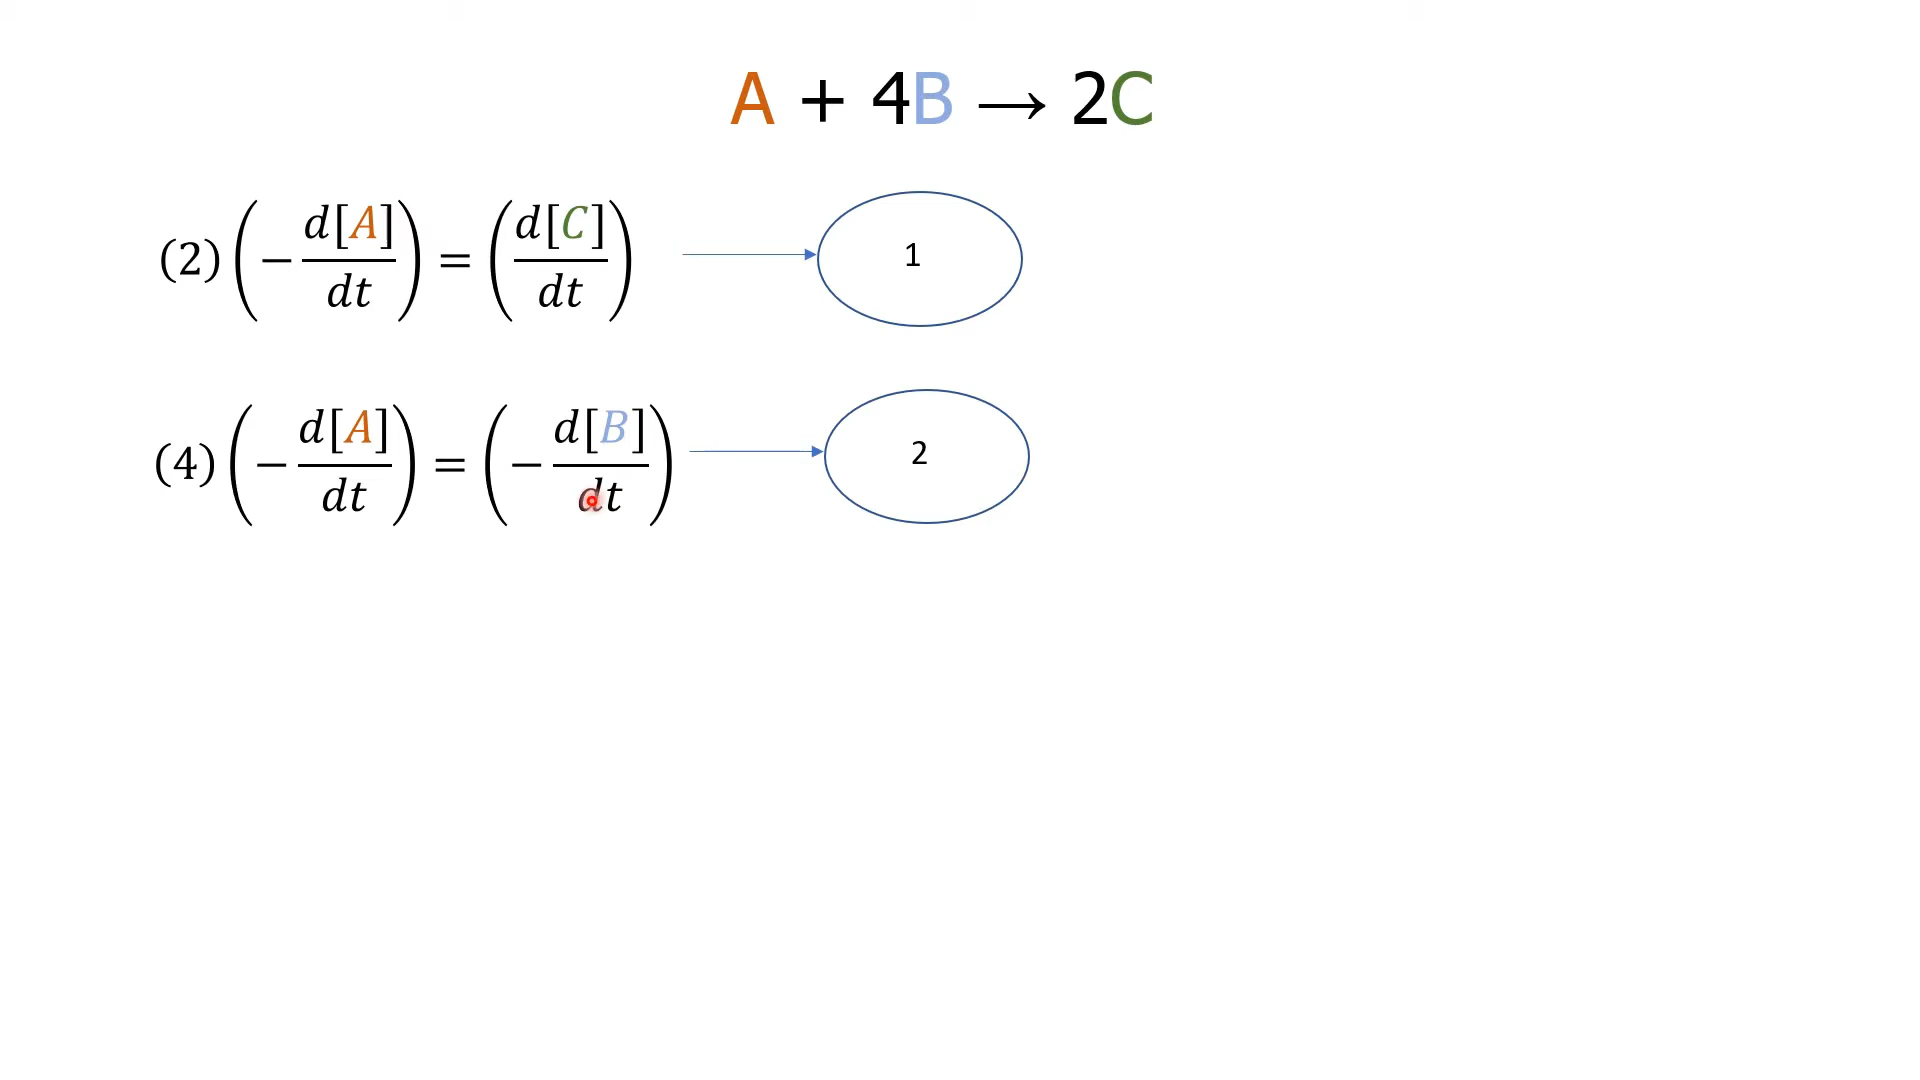 A + 4B → 2C
(2) (− d[A]/dt) = (d[C]/dt) 1
(4) (− d[A]/dt) = (− d[B]/dt) 2